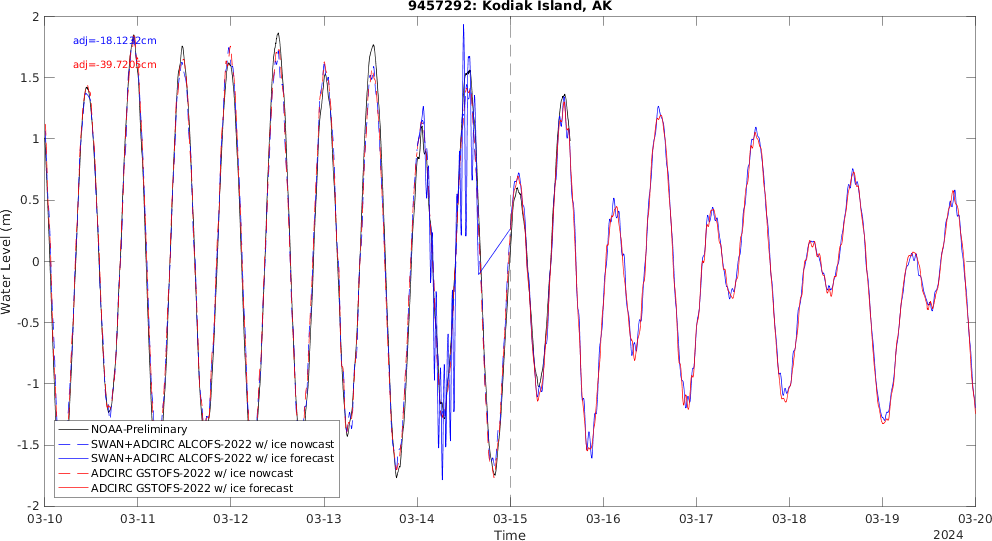 9457292: Kodiak Island, AK
2
1.5
1
0.5
0
-0.5
-1
-1.5
-2
Water Level (m)
adj=-18.1232cm
adj=-39.7205cm
NOAA-Preliminary
SWAN+ADCIRC ALCOFS-2022 w/ ice nowcast
SWAN+ADCIRC ALCOFS-2022 w/ ice forecast
ADCIRC GSTOFS-2022 w/ ice nowcast
ADCIRC GSTOFS-2022 w/ ice forecast
03-10 03-11 03-12 03-13 03-14 03-15 03-16 03-17 03-18 03-19 03-20
Time
2024